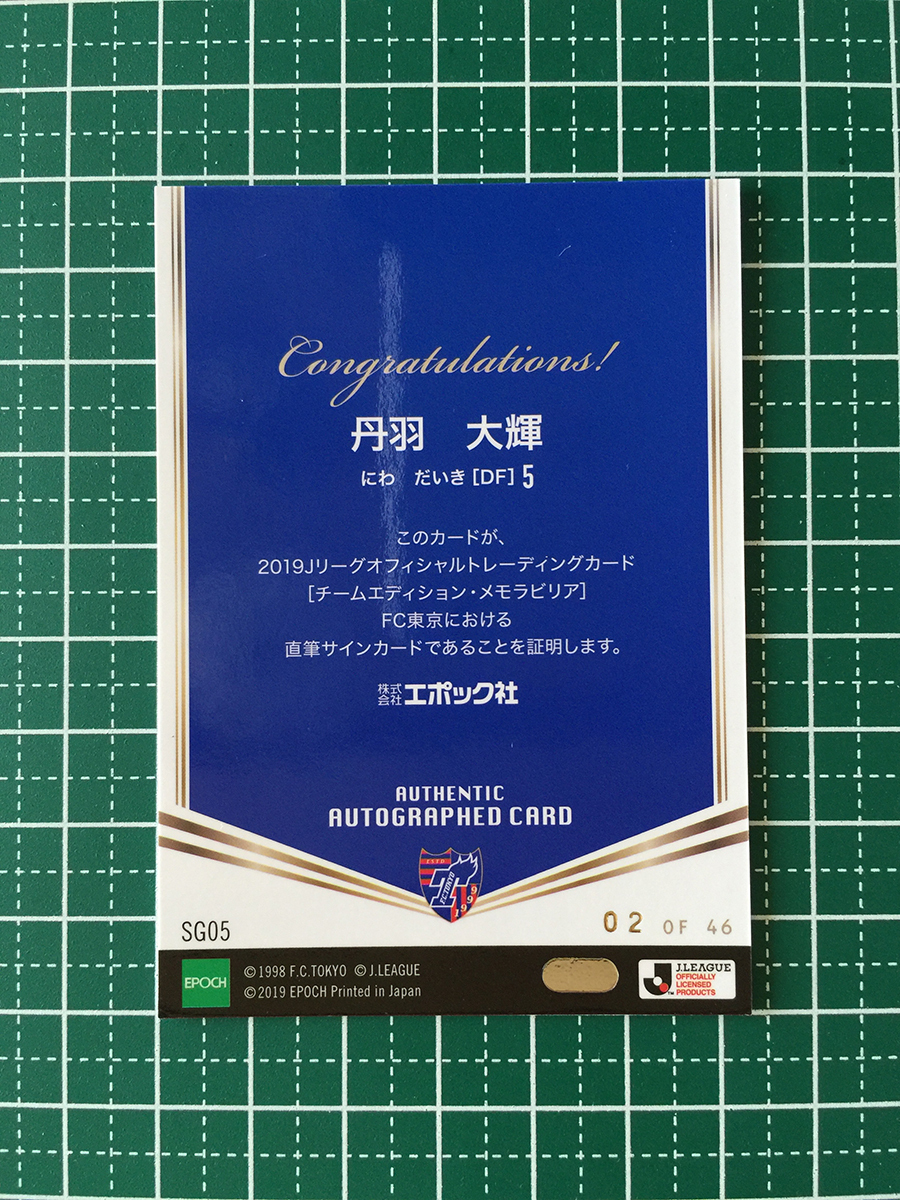 Congratulations!
丹羽　大輝
にわ　だいき [DF] 5
このカードが、
2019Jリーグオフィシャルトレーディングカード
[チームエディション・メモラビリア]
FC東京における
直筆サインカードであることを証明します。
株式会社エポック社
AUTHENTIC
AUTOGRAPHED CARD
ESTD
FCTOKYO
1999
SG05
02 OF 46
EPOCH
©1998 F.C.TOKYO ©J.LEAGUE
©2019 EPOCH Printed in Japan
J.LEAGUE
OFFICIALLY
LICENSED
PRODUCTS
TM